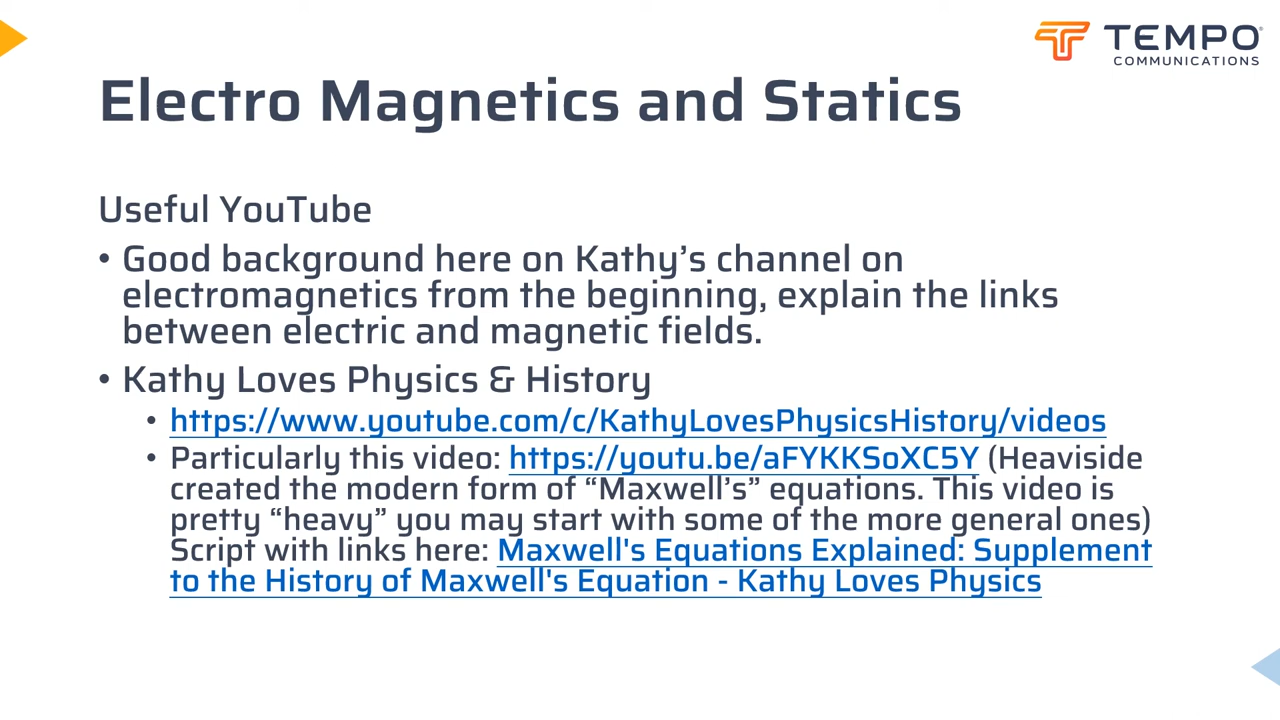 TEMPO
COMMUNICATIONS
Electro Magnetics and Statics
Useful YouTube
• Good background here on Kathy’s channel on
electromagnetics from the beginning, explain the links
between electric and magnetic fields.
• Kathy Loves Physics & History
• https://www.youtube.com/c/KathyLovesPhysicsHistory/videos
• Particularly this video: https://youtu.be/aFYKKSoXC5Y (Heaviside
created the modern form of “Maxwell’s” equations. This video is
pretty “heavy” you may start with some of the more general ones)
Script with links here: Maxwell's Equations Explained: Supplement
to the History of Maxwell's Equation - Kathy Loves Physics